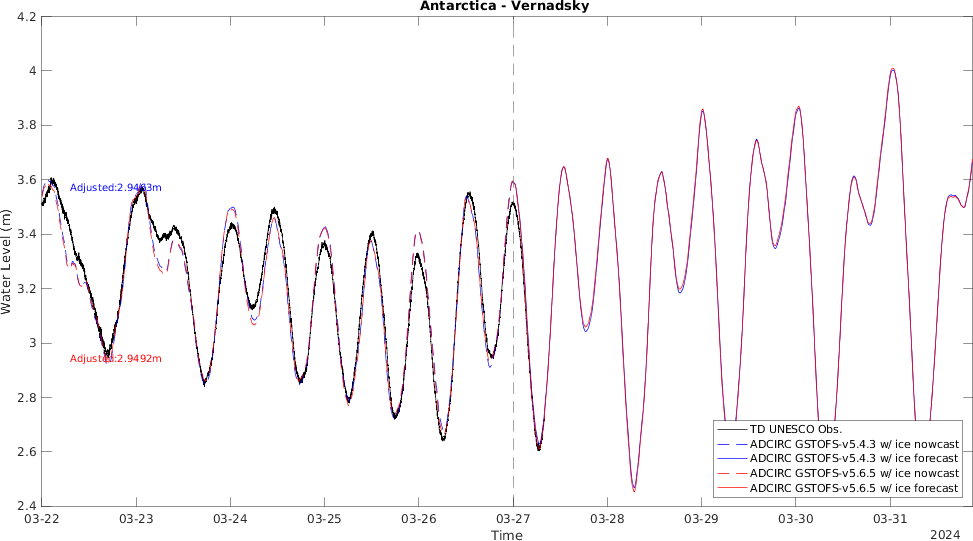 Antarctica - Vernadsky
4.2
4
3.8
3.6
3.4
3.2
3
2.8
2.6
2.4
Water Level (m)
Adjusted:2.9493m
Adjusted:2.9492m
TD UNESCO Obs.
ADCIRC GSTOFS-v5.4.3 w/ ice nowcast
ADCIRC GSTOFS-v5.4.3 w/ ice forecast
ADCIRC GSTOFS-v5.6.5 w/ ice nowcast
ADCIRC GSTOFS-v5.6.5 w/ ice forecast
03-22 03-23 03-24 03-25 03-26 03-27 03-28 03-29 03-30 03-31
Time
2024